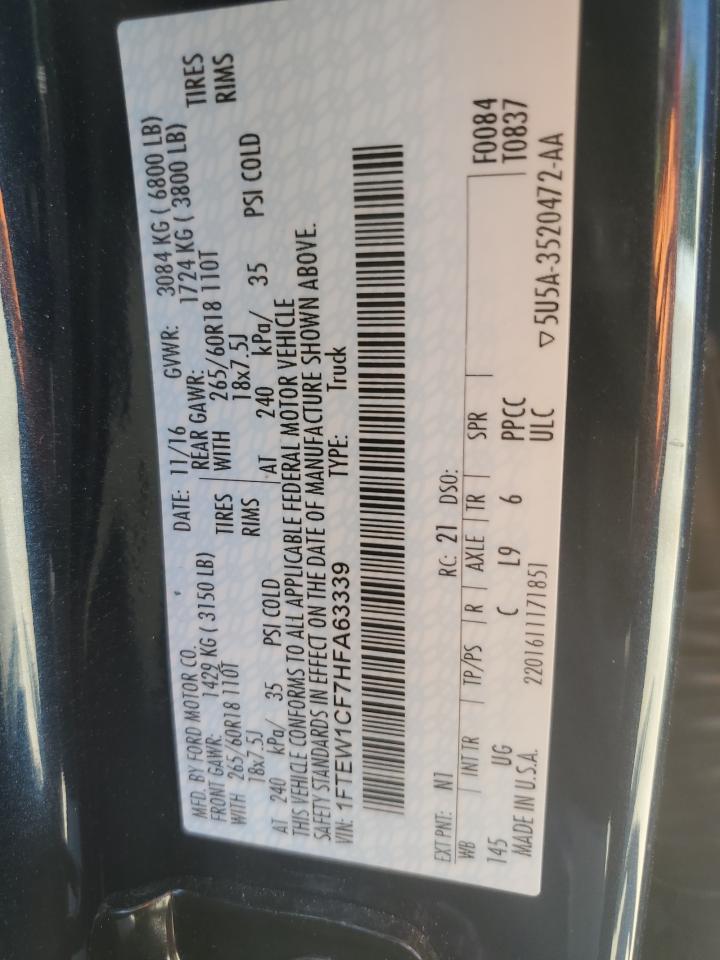 MFD. BY FORD MOTOR CO.
DATE: 11/16 GVWR: 3084 KG ( 6800 LB)
FRONT GAWR: 1429 KG ( 3150 LB) REAR GAWR: 1724 KG ( 3800 LB)
WITH 265/60R18 110T TIRES WITH 265/60R18 110T TIRES
18x7.5J RIMS 18x7.5J RIMS
AT 240 kPa/ 35 PSI COLD AT 240 kPa/ 35 PSI COLD
THIS VEHICLE CONFORMS TO ALL APPLICABLE FEDERAL MOTOR VEHICLE
SAFETY STANDARDS IN EFFECT ON THE DATE OF MANUFACTURE SHOWN ABOVE.
VIN: 1FTEW1CF7HFA63339 TYPE: Truck
EXT PNT: N1 RC: 21 DSO: F0084
WB INT TR TP/PS R AXLE TR SPR T0837
145 UG C L9 6 PPCC
MADE IN U.S.A. 2201611171851 ULC ▽5U5A-3520472-AA